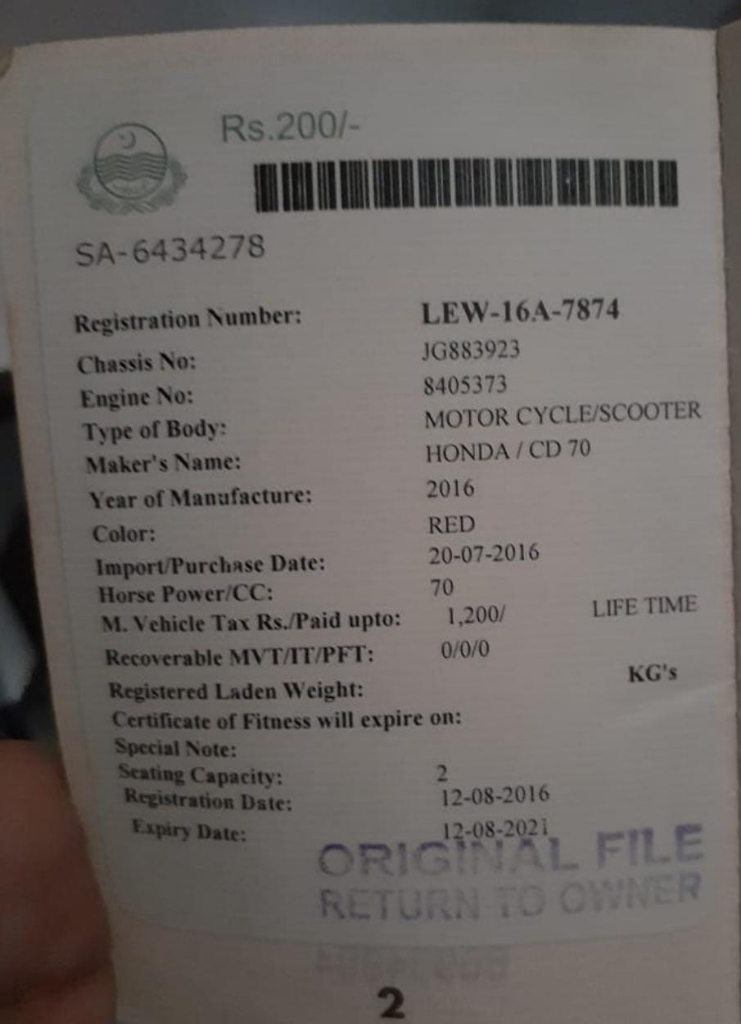 Rs.200/-
SA-6434278
Registration Number: LEW-16A-7874
Chassis No: JG883923
Engine No: 8405373
Type of Body: MOTOR CYCLE/SCOOTER
Maker's Name: HONDA / CD 70
Year of Manufacture: 2016
Color: RED
Import/Purchase Date: 20-07-2016
Horse Power/CC: 70
M. Vehicle Tax Rs./Paid upto: 1,200/ LIFE TIME
Recoverable MVT/IT/PFT: 0/0/0
Registered Laden Weight: KG's
Certificate of Fitness will expire on:
Special Note:
Seating Capacity: 2
Registration Date: 12-08-2016
Expiry Date: 12-08-2021
ORIGINAL FILE
RETURN TO OWNER
2